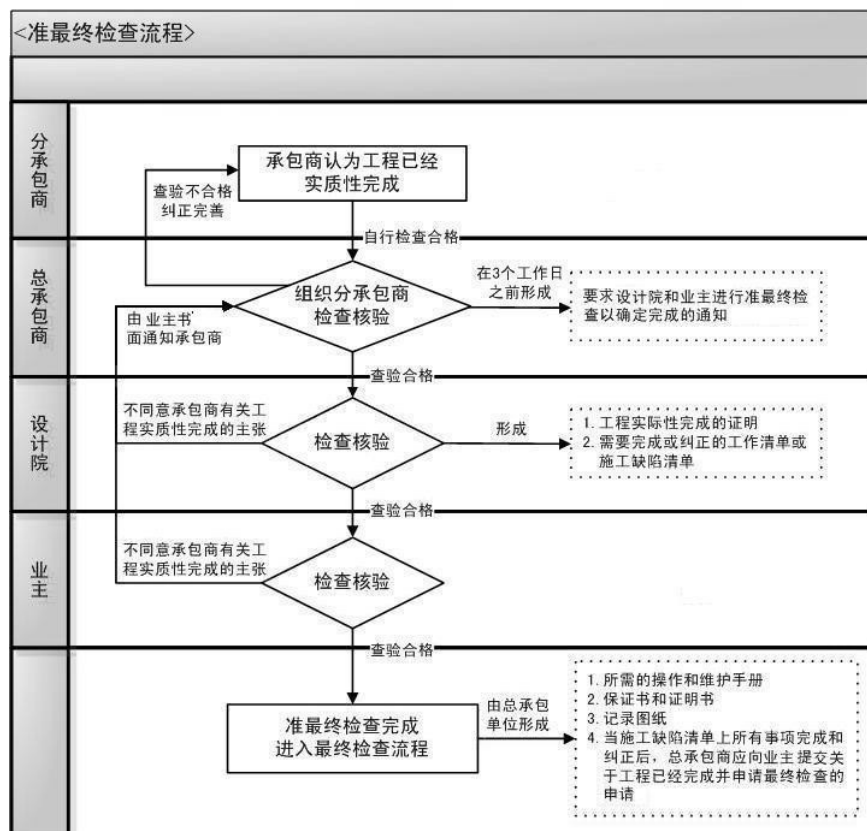 <准最终检查流程>
分承包商
承包商认为工程已经
实质性完成
查验不合格
纠正完善
自行检查合格
总承包商
组织分承包商
检查核验
在3个工作日
之前形成
要求设计院和业主进行准最终检
查以确定完成的通知
由业主书'
面通知承包商
查验合格
设计院
不同意承包商有关工
程实质性完成的主张
检查核验
形成
1. 工程实际性完成的证明
2. 需要完成或纠正的工作清单或
施工缺陷清单
查验合格
业主
不同意承包商有关工
程实质性完成的主张
检查核验
查验合格
准最终检查完成
进入最终检查流程
由总承包
单位形成
1. 所需的操作和维护手册
2. 保证书和证明书
3. 记录图纸
4. 当施工缺陷清单上所有事项完成和
纠正后，总承包商应向业主提交关
于工程已经完成并申请最终检查的
申请